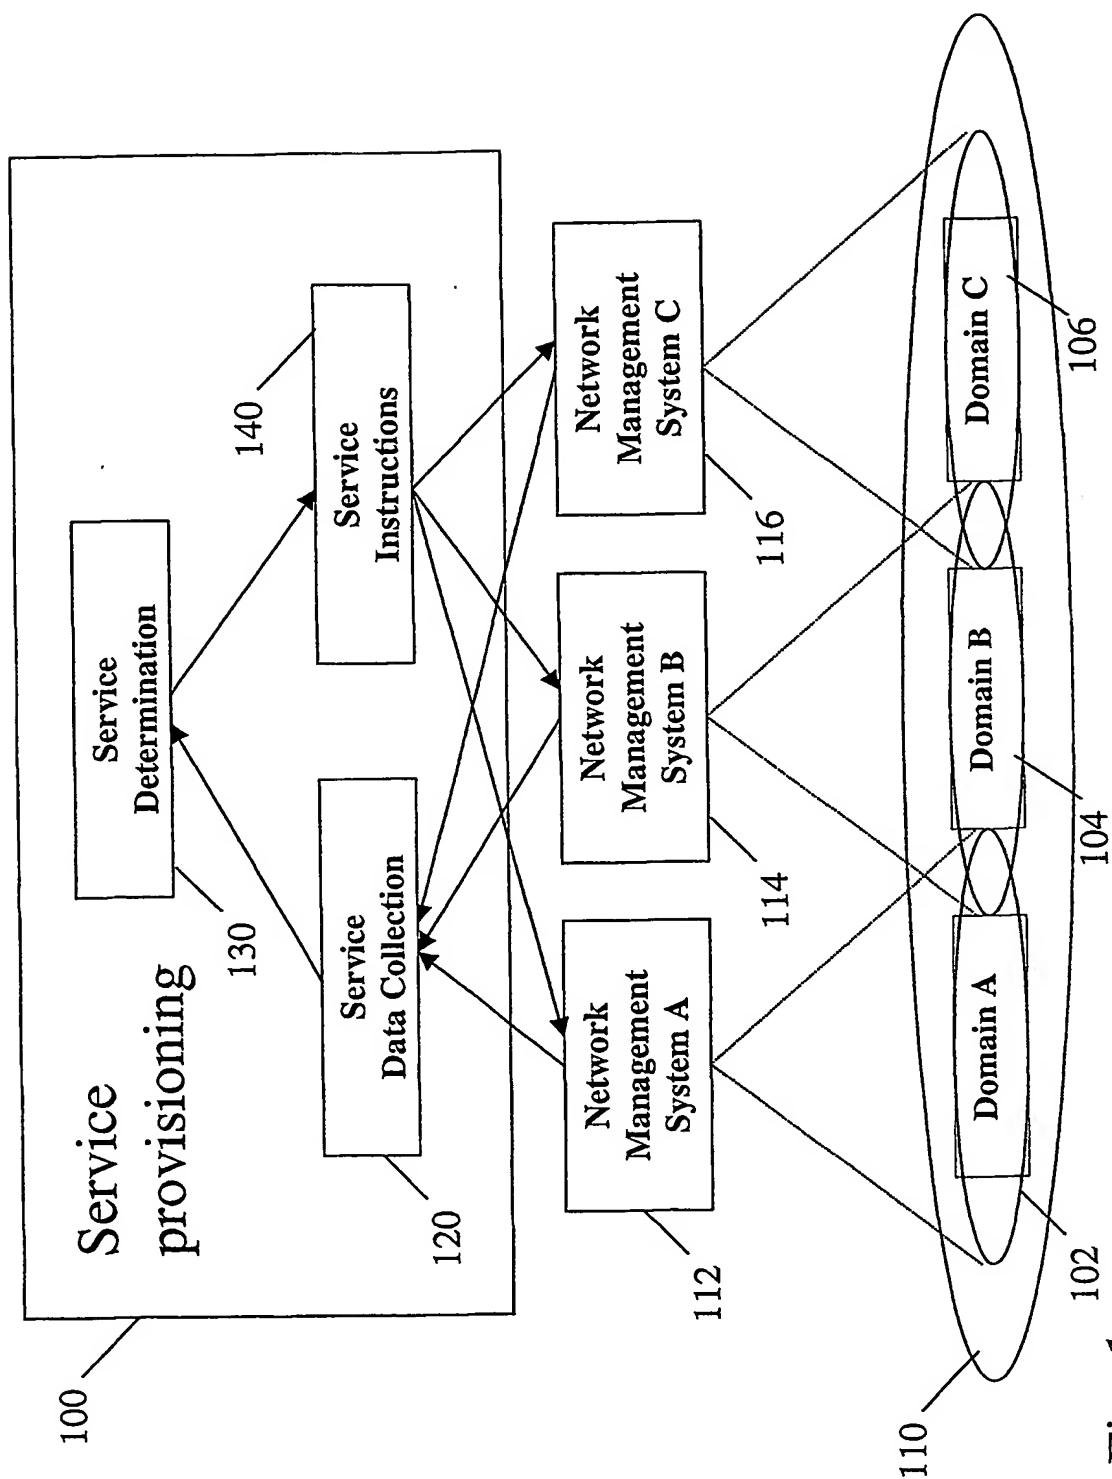 100
Service
provisioning
130
Service
Determination
120
Service
Data Collection
140
Service
Instructions
112
Network
Management
System A
114
Network
Management
System B
116
Network
Management
System C
110
102
Domain A
104
Domain B
106
Domain C